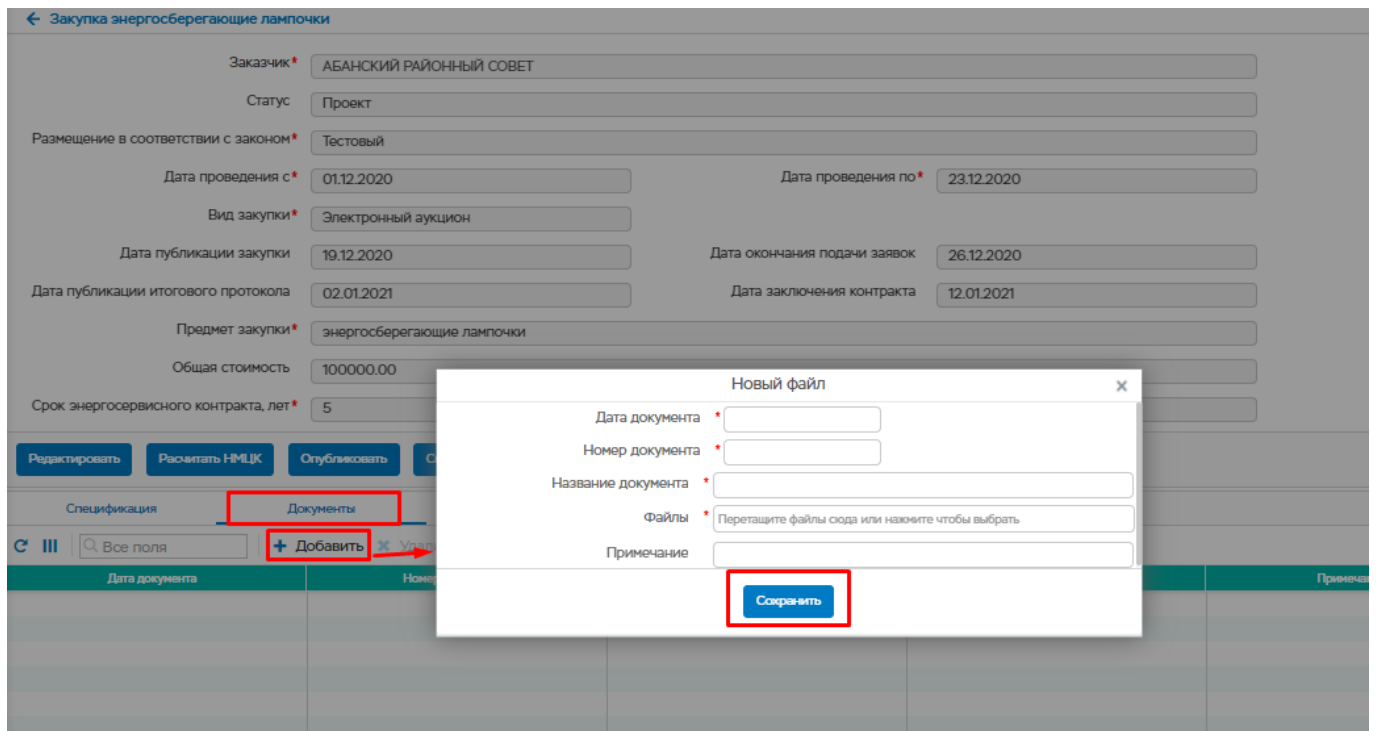 Закупка энергосберегающие лампочки
Заказчик* АБАНСКИЙ РАЙОННЫЙ СОВЕТ
Статус Проект
Размещение в соответствии с законом* Тестовый
Дата проведения с* 01.12.2020 Дата проведения по* 23.12.2020
Вид закупки* Электронный аукцион
Дата публикации закупки 19.12.2020 Дата окончания подачи заявок 26.12.2020
Дата публикации итогового протокола 02.01.2021 Дата заключения контракта 12.01.2021
Предмет закупки* энергосберегающие лампочки
Общая стоимость 100000.00
Срок энергосервисного контракта, лет* 5
Новый файл
Дата документа *
Номер документа *
Название документа *
Файлы * Перетащите файлы сюда или нажмите чтобы выбрать
Примечание
Сохранить
Редактировать Расчитать НМЦК Опубликовать
Спецификация Документы
Все поля Добавить
Дата документа